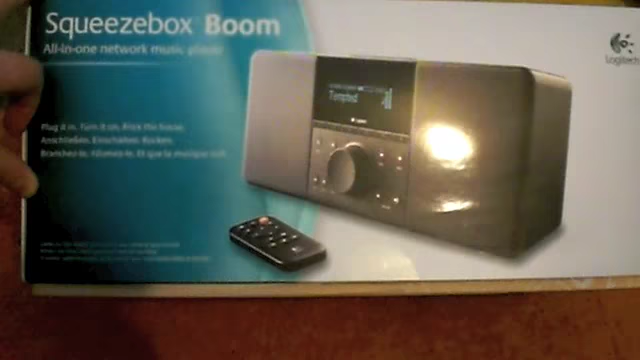 Squeezebox Boom
All-in-one network music player
Logitech
Tempted
Plug it in. Turn it on. Rock the house.
Anschließen. Einschalten. Rocken.
Branchez-le. Allumez-le. Et que la musique soit.